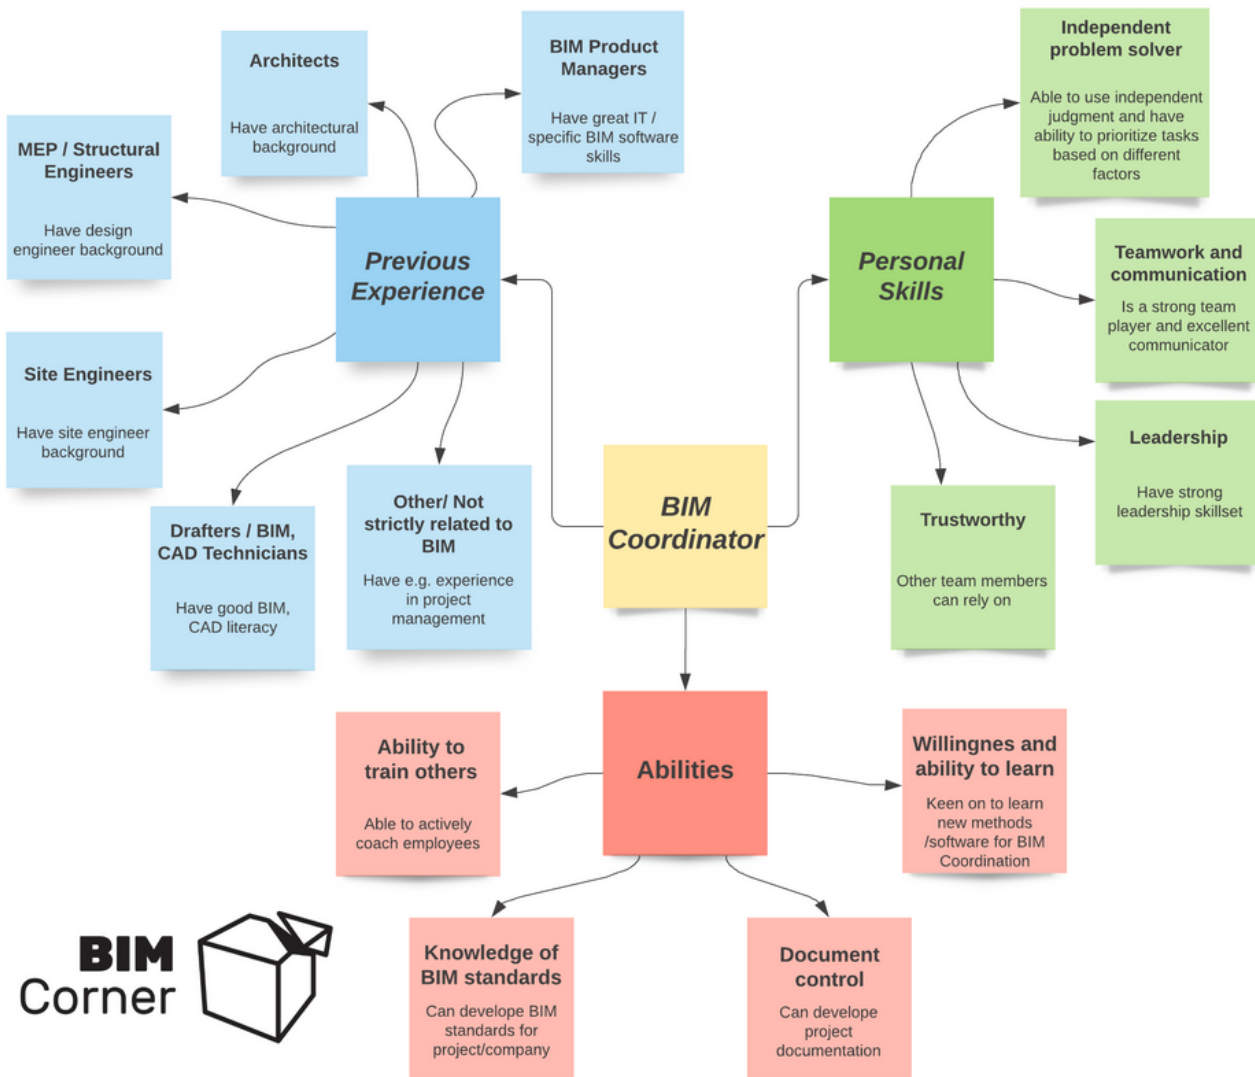 Architects
Have architectural
background
BIM Product
Managers
Have great IT /
specific BIM software
skills
MEP / Structural
Engineers
Have design
engineer background
Previous
Experience
Site Engineers
Have site engineer
background
Drafters / BIM,
CAD Technicians
Have good BIM,
CAD literacy
Other/ Not
strictly related to
BIM
Have e.g. experience
in project
management
BIM
Coordinator
Independent
problem solver
Able to use independent
judgment and have
ability to prioritize tasks
based on different
factors
Personal
Skills
Teamwork and
communication
Is a strong team
player and excellent
communicator
Leadership
Have strong
leadership skillset
Trustworthy
Other team members
can rely on
Abilities
Ability to
train others
Able to actively
coach employees
Willingnes and
ability to learn
Keen on to learn
new methods
/software for BIM
Coordination
Knowledge of
BIM standards
Can develope BIM
standards for
project/company
Document
control
Can develope
project
documentation
BIM
Corner